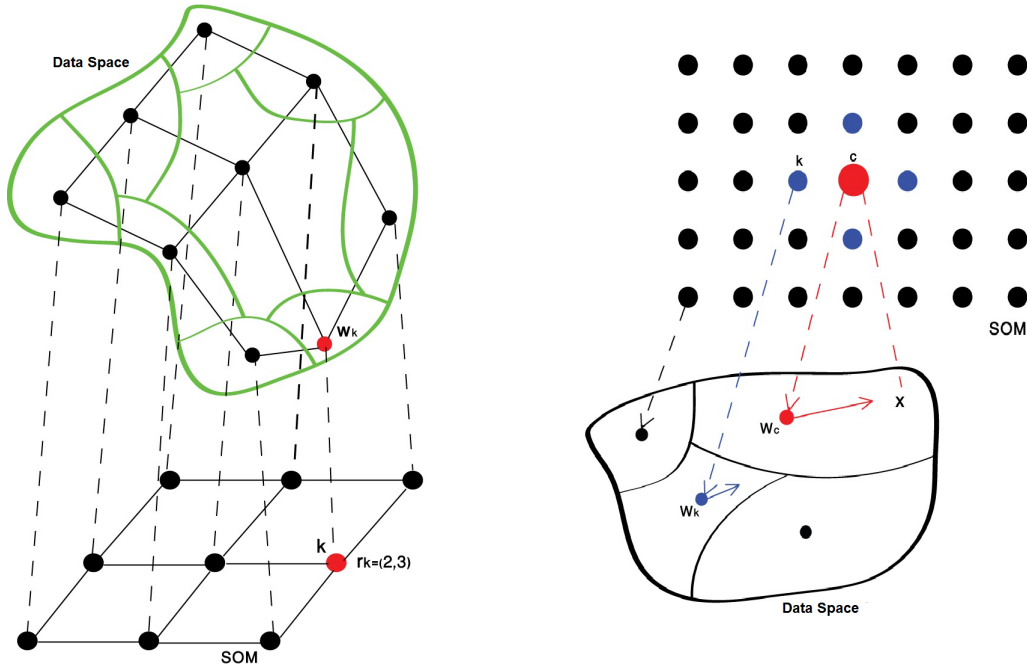 Data Space
Wk
k
rk=(2,3)
SOM
k
c
SOM
Wc
x
Wk
Data Space